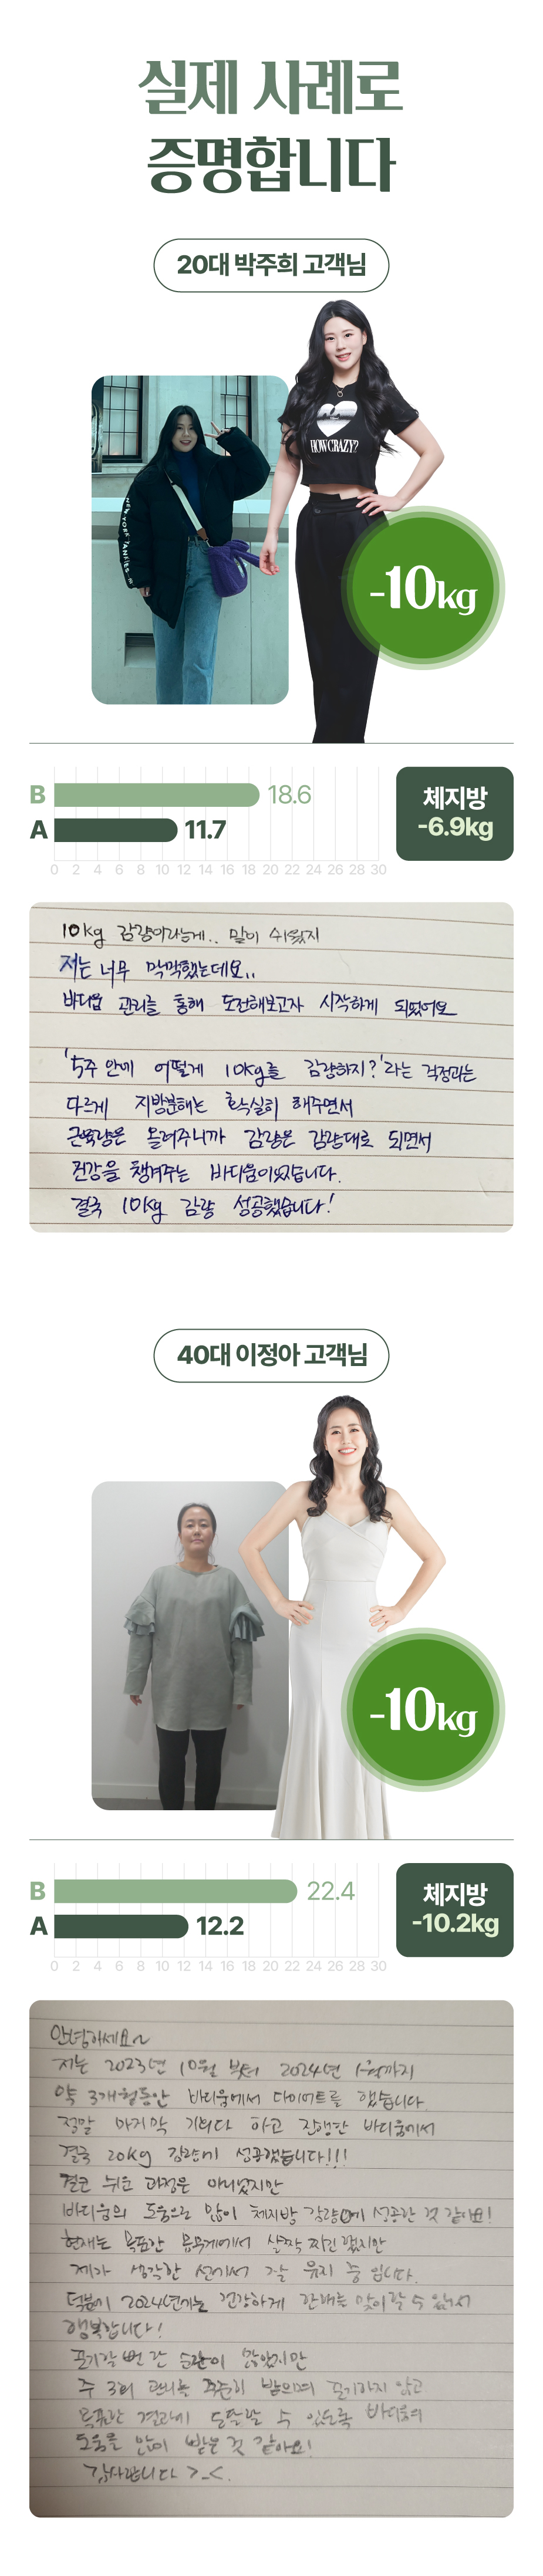 실제 사례로
증명합니다
20대 박주희 고객님
NEW YORK YANKEES
HOW CRAZY?
-10kg
B 18.6
A 11.7
0 2 4 6 8 10 12 14 16 18 20 22 24 26 28 30
체지방
-6.9kg
10kg 감량이라는게.. 말이 쉬웠지
저는 너무 막막했는데요..
바디움 관리를 통해 도전해보고자 시작하게 되었어요
'5주 안에 어떻게 10kg를 감량하지?'라는 걱정과는
다르게 지방분해는 확실히 해주면서
근육량은 늘려주니까 감량은 감량대로 되면서
건강을 챙겨주는 바디움이었습니다.
결국 10kg 감량 성공했습니다!
40대 이정아 고객님
-10kg
B 22.4
A 12.2
0 2 4 6 8 10 12 14 16 18 20 22 24 26 28 30
체지방
-10.2kg
안녕하세요~
저는 2023년 10월 부터 2024년 1월까지
약 3개월동안 바디움에서 다이어트를 했습니다.
정말 마지막 기회다 하고 진행한 바디움에서
결국 20kg 감량에 성공했습니다!!!
결코 쉬운 과정은 아니었지만
바디움의 도움으로 많이 체지방 감량에 성공한 것 같아요!
현재는 목표한 몸무게에서 살짝 찌긴 했지만
제가 생각한 선에서 잘 유지 중 입니다.
덕분에 2024년에는 건강하게 한해를 맞이할 수 있어서
행복합니다!
포기할 뻔 한 순간이 많았지만
주 3회 관리를 꾸준히 받으며 포기하지 않고
목표한 결과에 도달할 수 있도록 바디움의
도움을 많이 받은 것 같아요!
감사합니다 >_<.